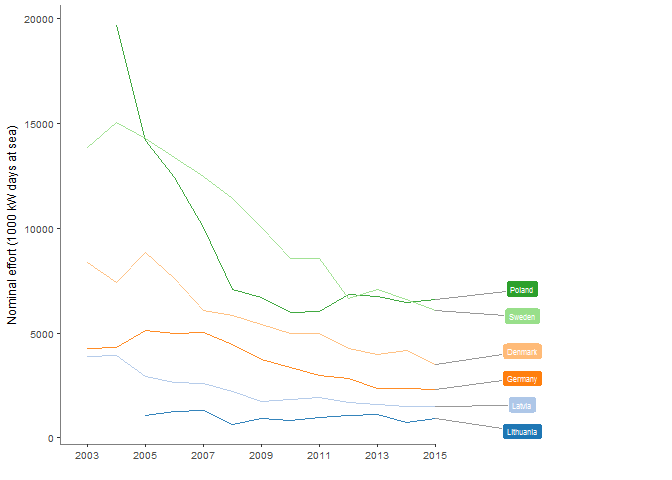 Nominal effort (1000 kW days at sea)
20000
15000
10000
5000
0
2003 2005 2007 2009 2011 2013 2015
Poland
Sweden
Denmark
Germany
Latvia
Lithuania